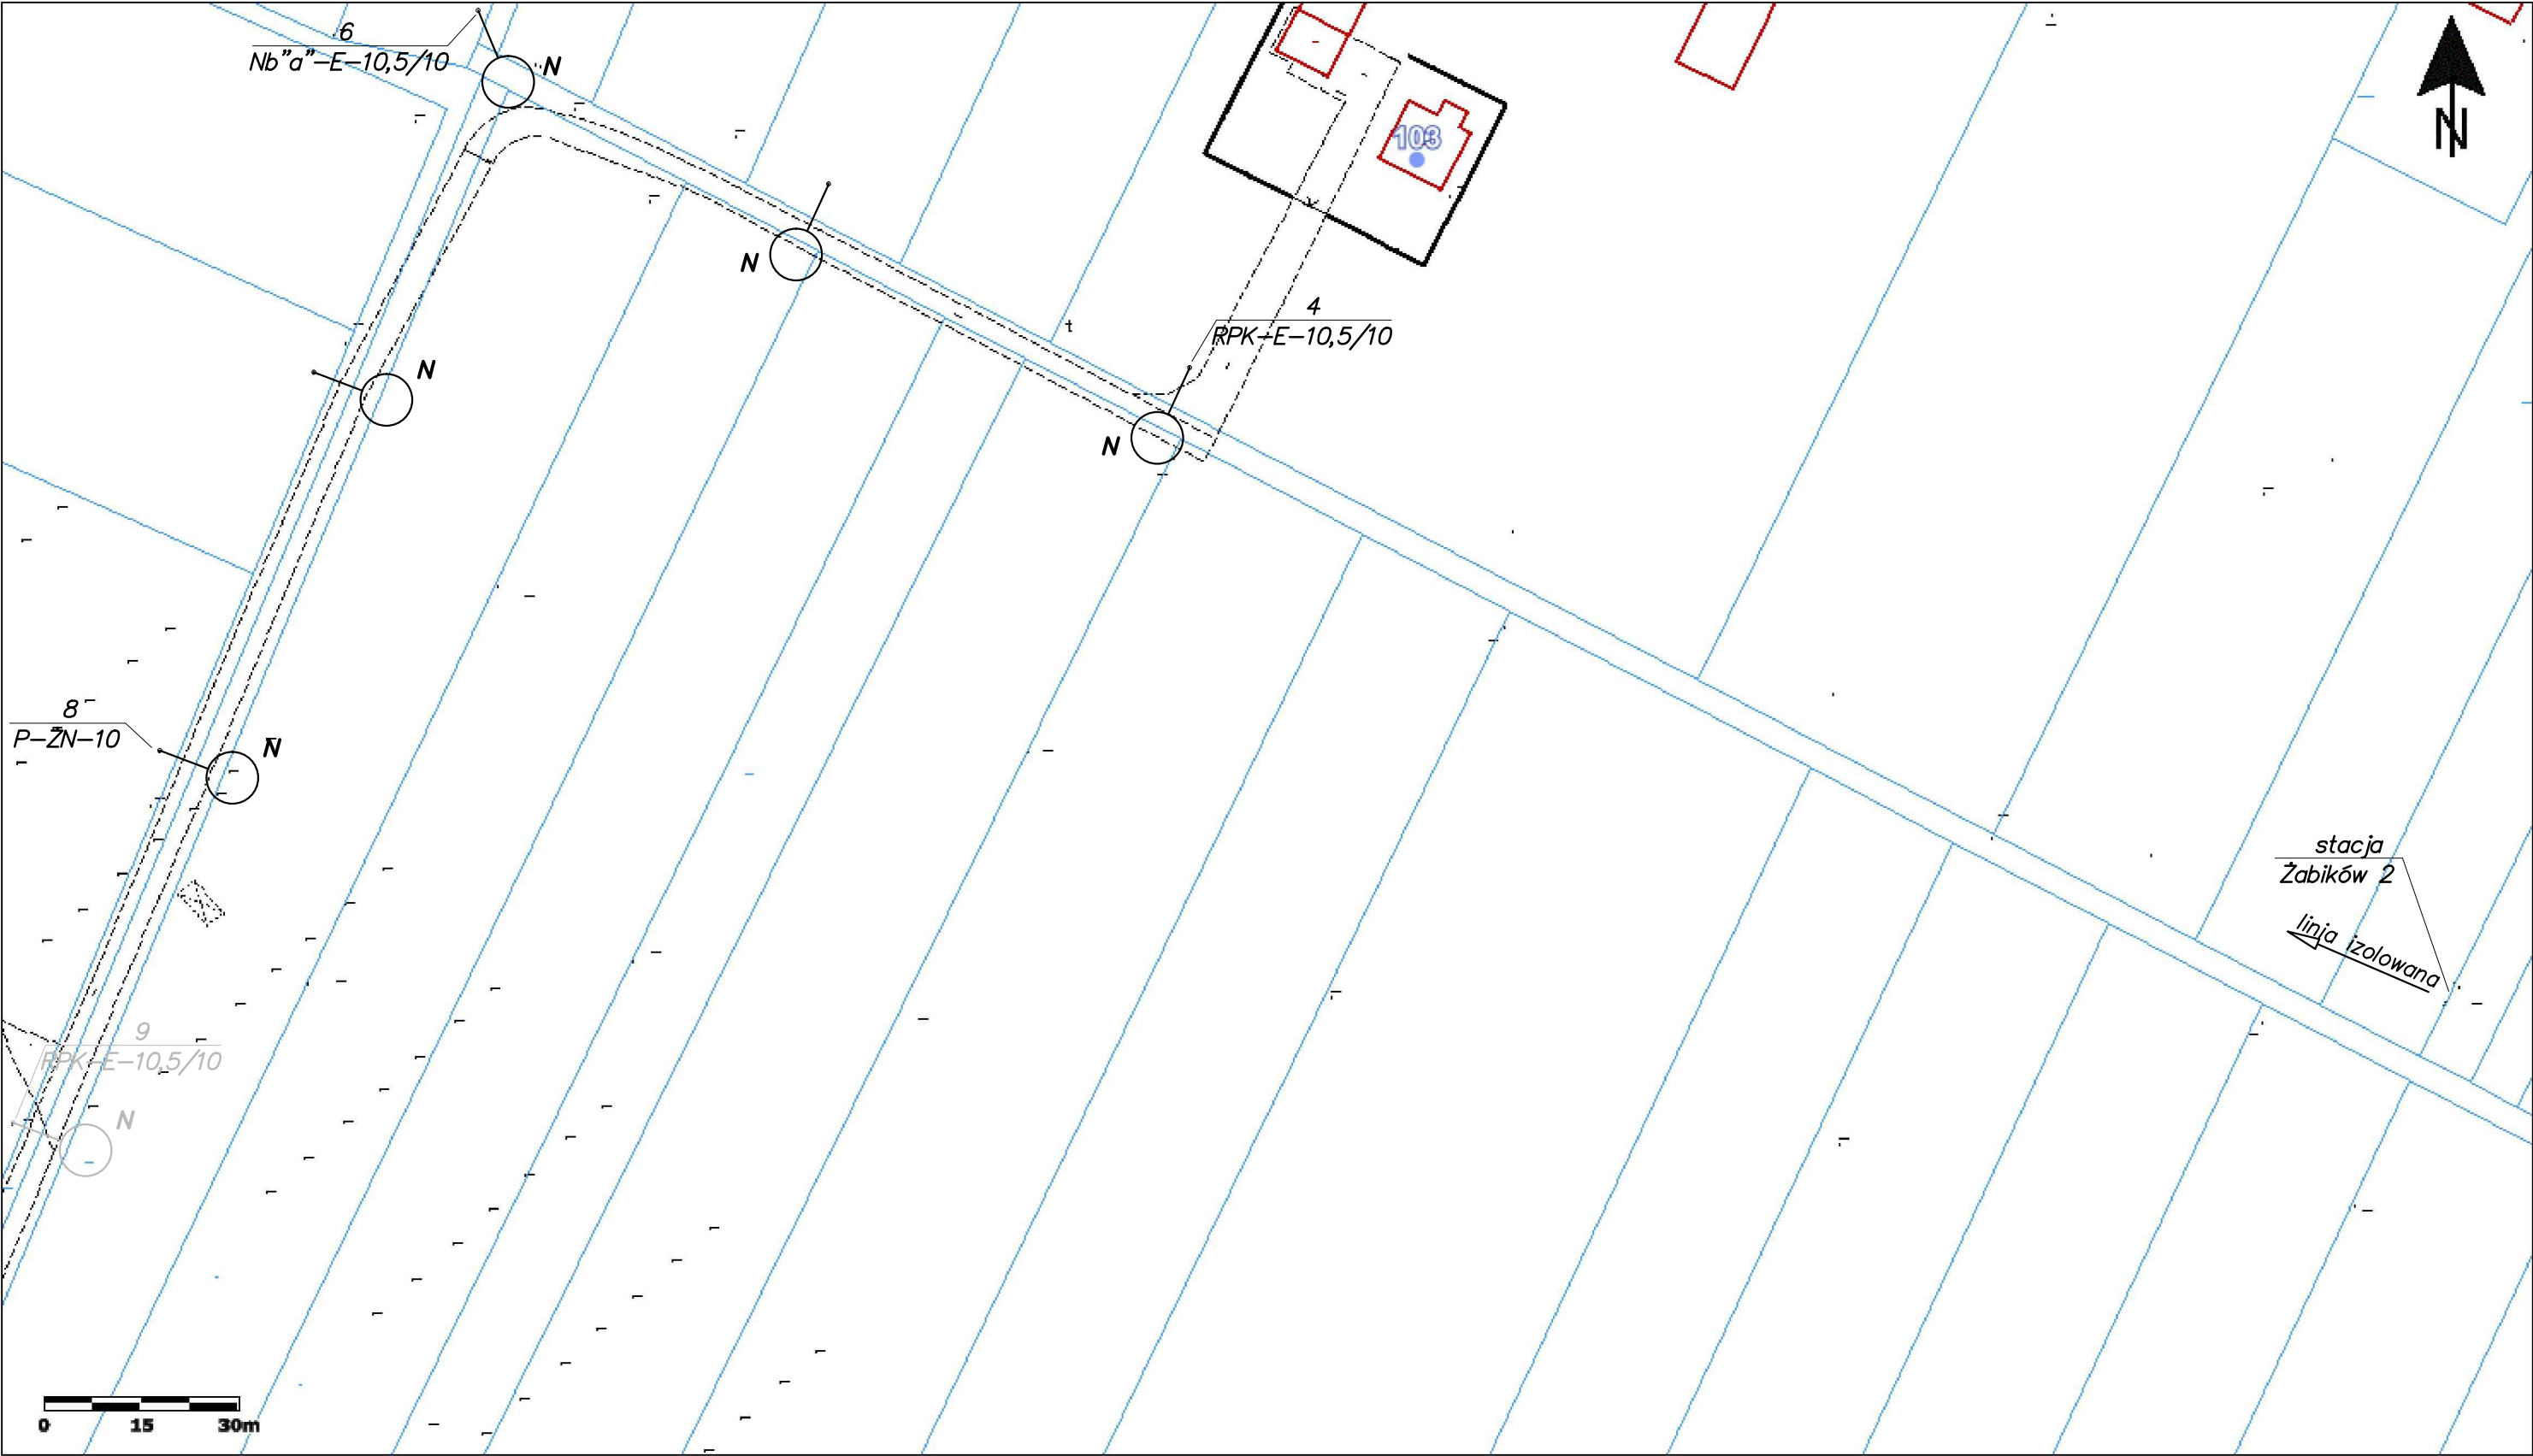 6
Nb"a"-E-10,5/10
N
N
103
4
RPK-E-10,5/10
N
N
N
8
P-ŻN-10
N
stacja
Żabików 2
linia izolowana
9
RPK-E-10,5/10
N
0 15 30m